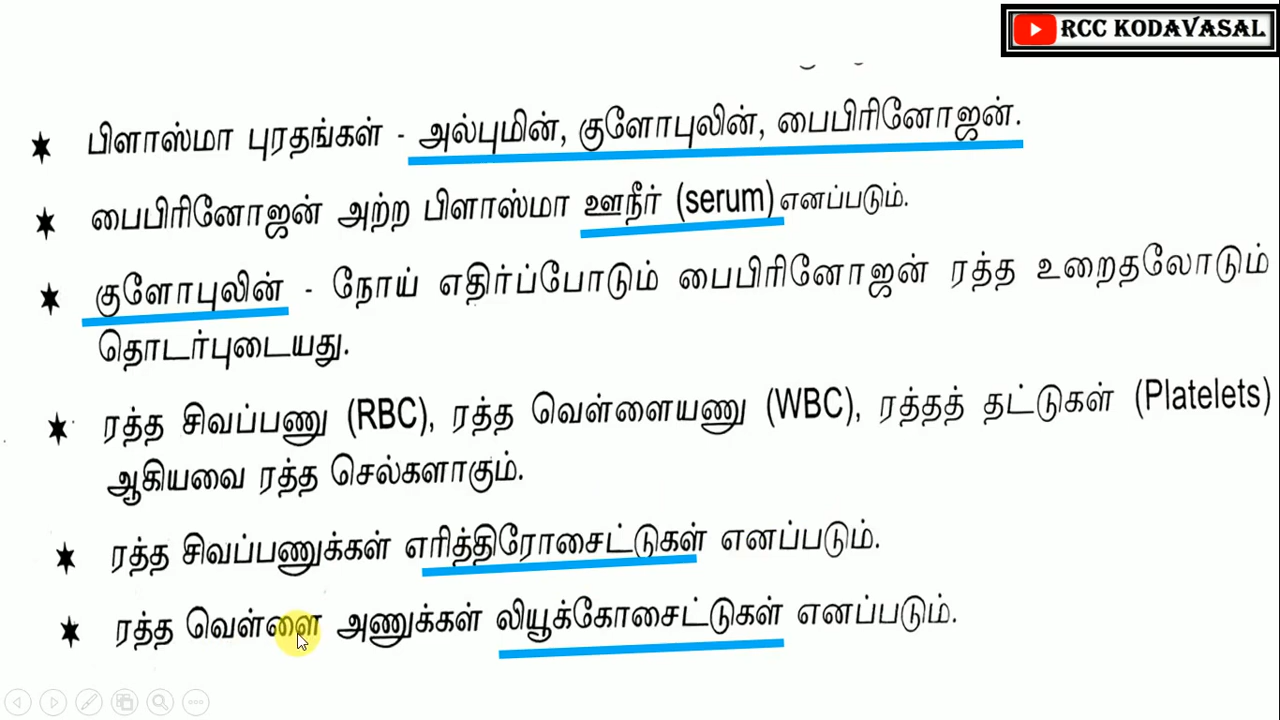 RCC KODAVASAL
பிளாஸ்மா புரதங்கள் - அல்புமின், குளோபுலின், பைபிரினோஜன்.
பைபிரினோஜன் அற்ற பிளாஸ்மா ஊநீர் (serum) எனப்படும்.
குளோபுலின் - நோய் எதிர்ப்போடும் பைபிரினோஜன் ரத்த உறைதலோடும்
தொடர்புடையது.
ரத்த சிவப்பணு (RBC), ரத்த வெள்ளையணு (WBC), ரத்தத் தட்டுகள் (Platelets)
ஆகியவை ரத்த செல்களாகும்.
ரத்த சிவப்பணுக்கள் எரித்திரோசைட்டுகள் எனப்படும்.
ரத்த வெள்ளை அணுக்கள் லியூக்கோசைட்டுகள் எனப்படும்.